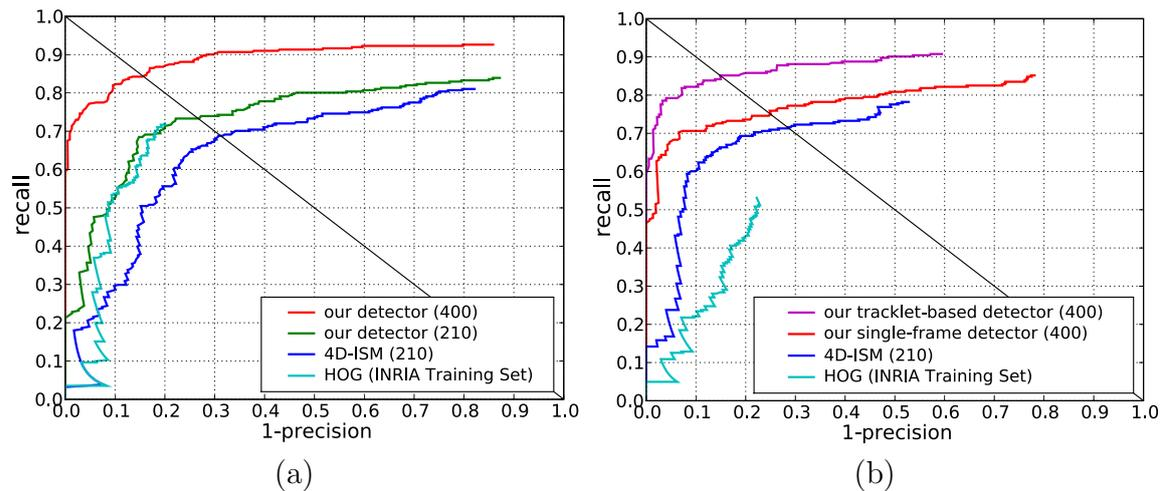 1.0
0.9
0.8
0.7
0.6
0.5
0.4
0.3
0.2
0.1
0.0
recall
0.0 0.1 0.2 0.3 0.4 0.5 0.6 0.7 0.8 0.9 1.0
1-precision
our detector (400)
our detector (210)
4D-ISM (210)
HOG (INRIA Training Set)
(a)
1.0
0.9
0.8
0.7
0.6
0.5
0.4
0.3
0.2
0.1
0.0
recall
0.0 0.1 0.2 0.3 0.4 0.5 0.6 0.7 0.8 0.9 1.0
1-precision
our tracklet-based detector (400)
our single-frame detector (400)
4D-ISM (210)
HOG (INRIA Training Set)
(b)